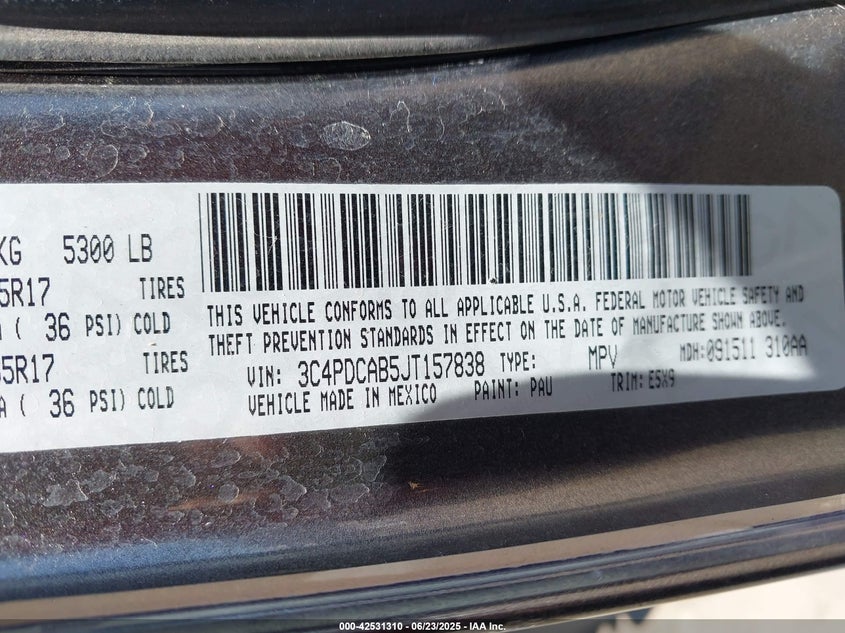 KG 5300 LB
5R17 TIRES
( 36 PSI) COLD
5R17 TIRES
A ( 36 PSI) COLD
THIS VEHICLE CONFORMS TO ALL APPLICABLE U.S.A. FEDERAL MOTOR VEHICLE SAFETY AND
THEFT PREVENTION STANDARDS IN EFFECT ON THE DATE OF MANUFACTURE SHOWN ABOVE.
VIN: 3C4PDCAB5JT157838 TYPE: MPV MDH: 091511 310AA
VEHICLE MADE IN MEXICO PAINT: PAU TRIM: E5X9
000-42531310 - 06/23/2025 - IAA Inc.